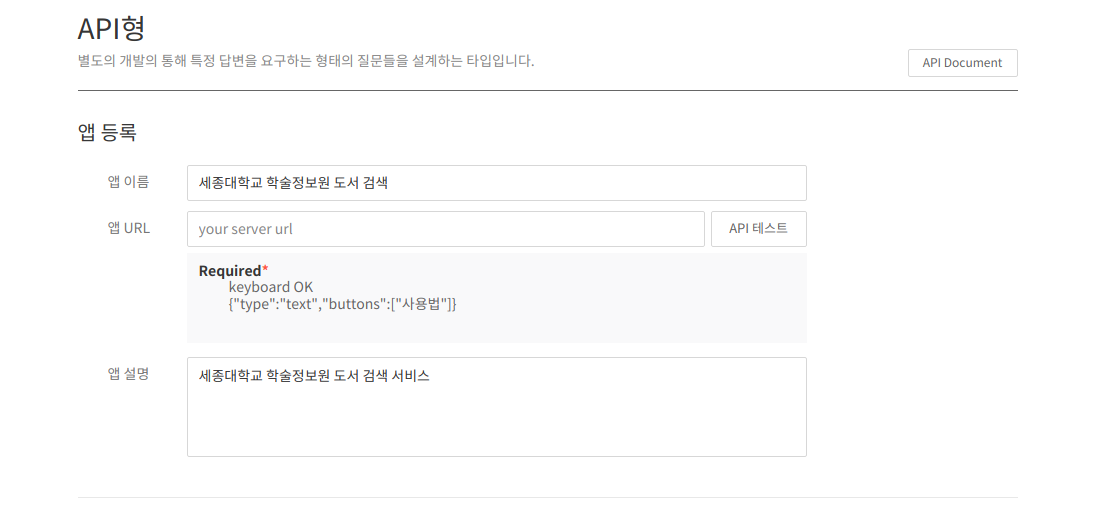 API형
별도의 개발의 통해 특정 답변을 요구하는 형태의 질문들을 설계하는 타입입니다.
API Document
앱 등록
앱 이름
세종대학교 학술정보원 도서 검색
앱 URL
your server url
API 테스트
Required*
keyboard OK
{"type":"text","buttons":["사용법"]}
앱 설명
세종대학교 학술정보원 도서 검색 서비스